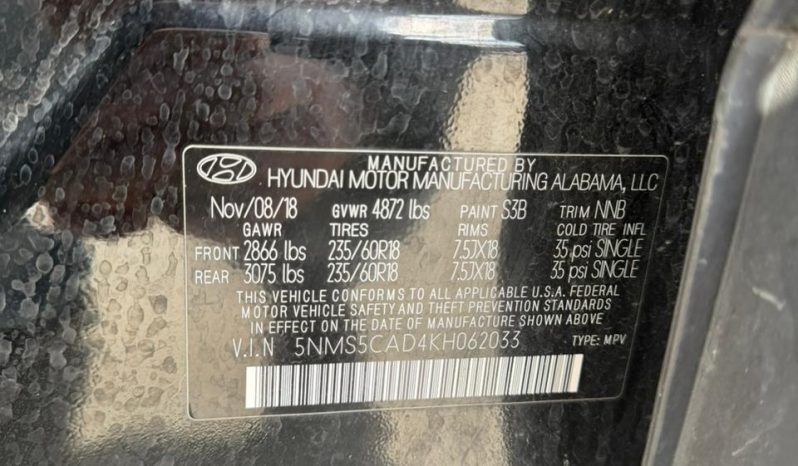 MANUFACTURED BY
HYUNDAI MOTOR MANUFACTURING ALABAMA, LLC
Nov/08/18 GVWR 4872 lbs PAINT S3B TRIM NNB
GAWR TIRES RIMS COLD TIRE INFL
FRONT 2866 lbs 235/60R18 7.5JX18 35 psi SINGLE
REAR 3075 lbs 235/60R18 7.5JX18 35 psi SINGLE
THIS VEHICLE CONFORMS TO ALL APPLICABLE U.S.A. FEDERAL
MOTOR VEHICLE SAFETY AND THEFT PREVENTION STANDARDS
IN EFFECT ON THE DATE OF MANUFACTURE SHOWN ABOVE.
V.I.N 5NMS5CAD4KH062033 TYPE: MPV